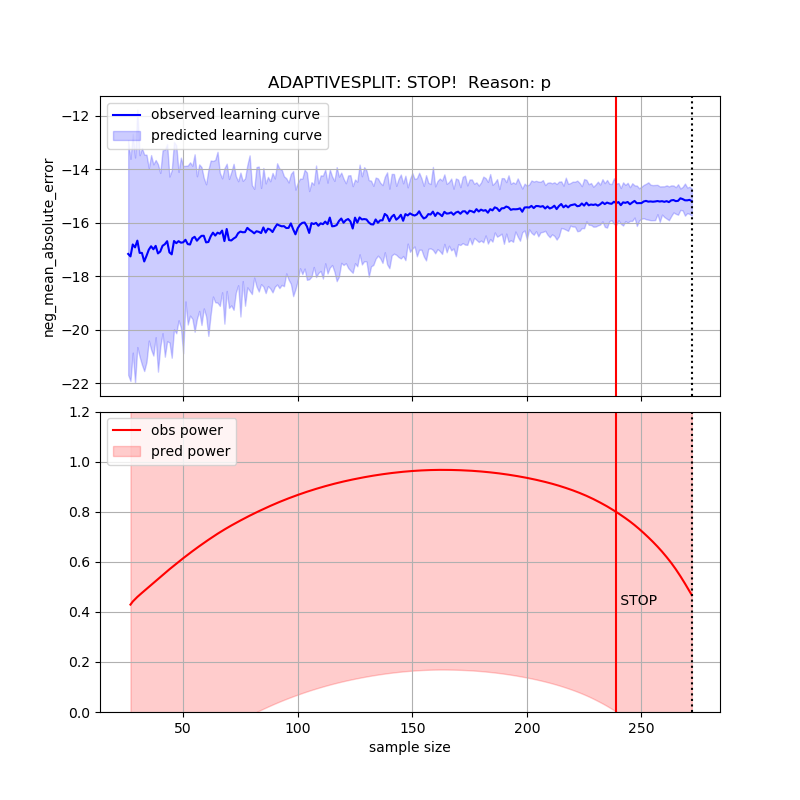 ADAPTIVESPLIT: STOP!  Reason: p
observed learning curve
predicted learning curve
neg_mean_absolute_error
−12
−14
−16
−18
−20
−22
obs power
pred power
1.2
1.0
0.8
0.6
0.4
0.2
0.0
STOP
50
100
150
200
250
sample size